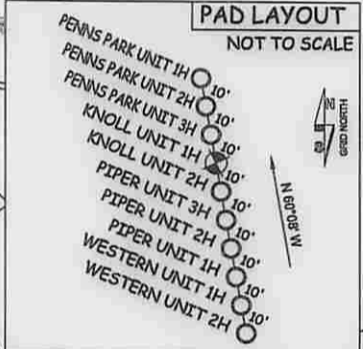 PAD LAYOUT
NOT TO SCALE
PENNS PARK UNIT 1H
10'
PENNS PARK UNIT 2H
10'
PENNS PARK UNIT 3H
10'
KNOLL UNIT 1H
10'
KNOLL UNIT 2H
10'
PIPER UNIT 3H
10'
PIPER UNIT 2H
10'
PIPER UNIT 1H
10'
WESTERN UNIT 1H
10'
WESTERN UNIT 2H
GRID NORTH
N 60°08' W